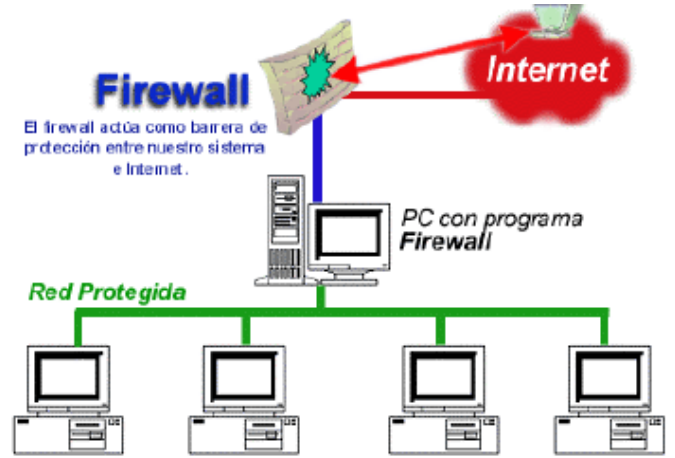 Internet
Firewall
El firewall actúa como barrera de
protección entre nuestro sistema
e Internet.
PC con programa
Firewall
Red Protegida